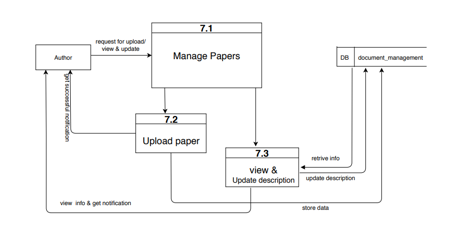 7.1
request for upload/
view & update
Author
Manage Papers
DB
document_management
get successful notification
7.2
Upload paper
7.3
view &
Update description
retrive info
update description
view info & get notification
store data